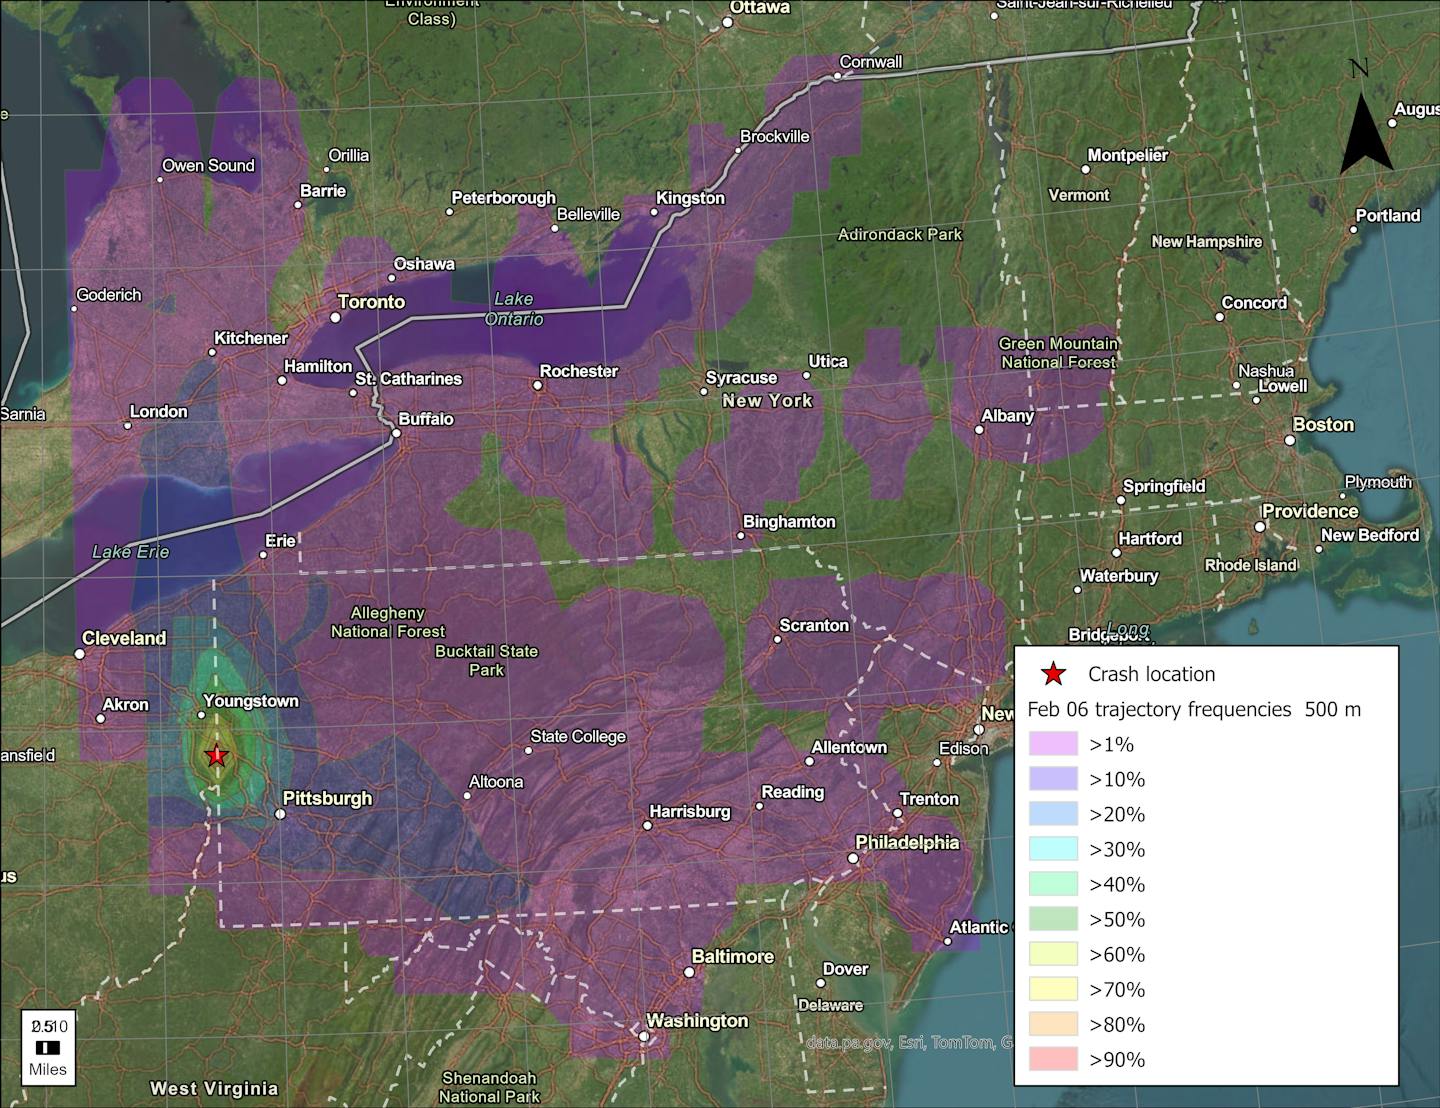 Environment
Class)
Ottawa
Saint-Jean-sur-Richelieu
Cornwall
N
Augus
Brockville
Owen Sound
Orillia
Montpelier
Barrie
Vermont
Peterborough
Kingston
Belleville
Portland
Adirondack Park
New Hampshire
Oshawa
Goderich
Toronto
Lake
Ontario
Concord
Kitchener
Green Mountain
National Forest
Hamilton
St. Catharines
Rochester
Utica
Syracuse
New York
Nashua
Lowell
Sarnia
London
Buffalo
Albany
Boston
Springfield
Plymouth
Providence
Binghamton
Lake Erie
Erie
Hartford
New Bedford
Rhode Island
Waterbury
Allegheny
National Forest
Scranton
Long
Cleveland
Bridgeport
Bucktail State
Park
Akron
Youngstown
New
State College
ansfield
Allentown
Edison
Altoona
Pittsburgh
Reading
Trenton
Harrisburg
Philadelphia
us
Atlantic
Baltimore
Dover
Delaware
Washington
data.pa.gov, Esri, TomTom, G
West Virginia
Shenandoah
National Park
Miles
Crash location
Feb 06 trajectory frequencies 500 m
>1%
>10%
>20%
>30%
>40%
>50%
>60%
>70%
>80%
>90%